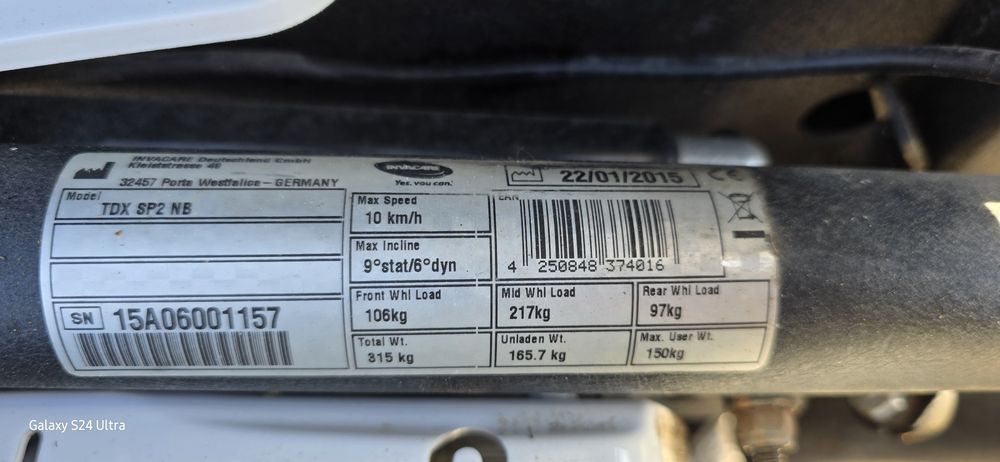 INVACARE Deutschland GmbH
Kleiststrasse 49
32457 Porta Westfalica - GERMANY
INVACARE
Yes, you can.
22/01/2015
CE
Model
TDX SP2 NB
Max Speed
10 km/h
EAN
4 250848 374016
Max Incline
9°stat/6°dyn
SN 15A06001157
Front Whl Load
106kg
Mid Whl Load
217kg
Rear Whl Load
97kg
Total Wt.
315 kg
Unladen Wt.
165.7 kg
Max. User Wt.
150kg
Galaxy S24 Ultra